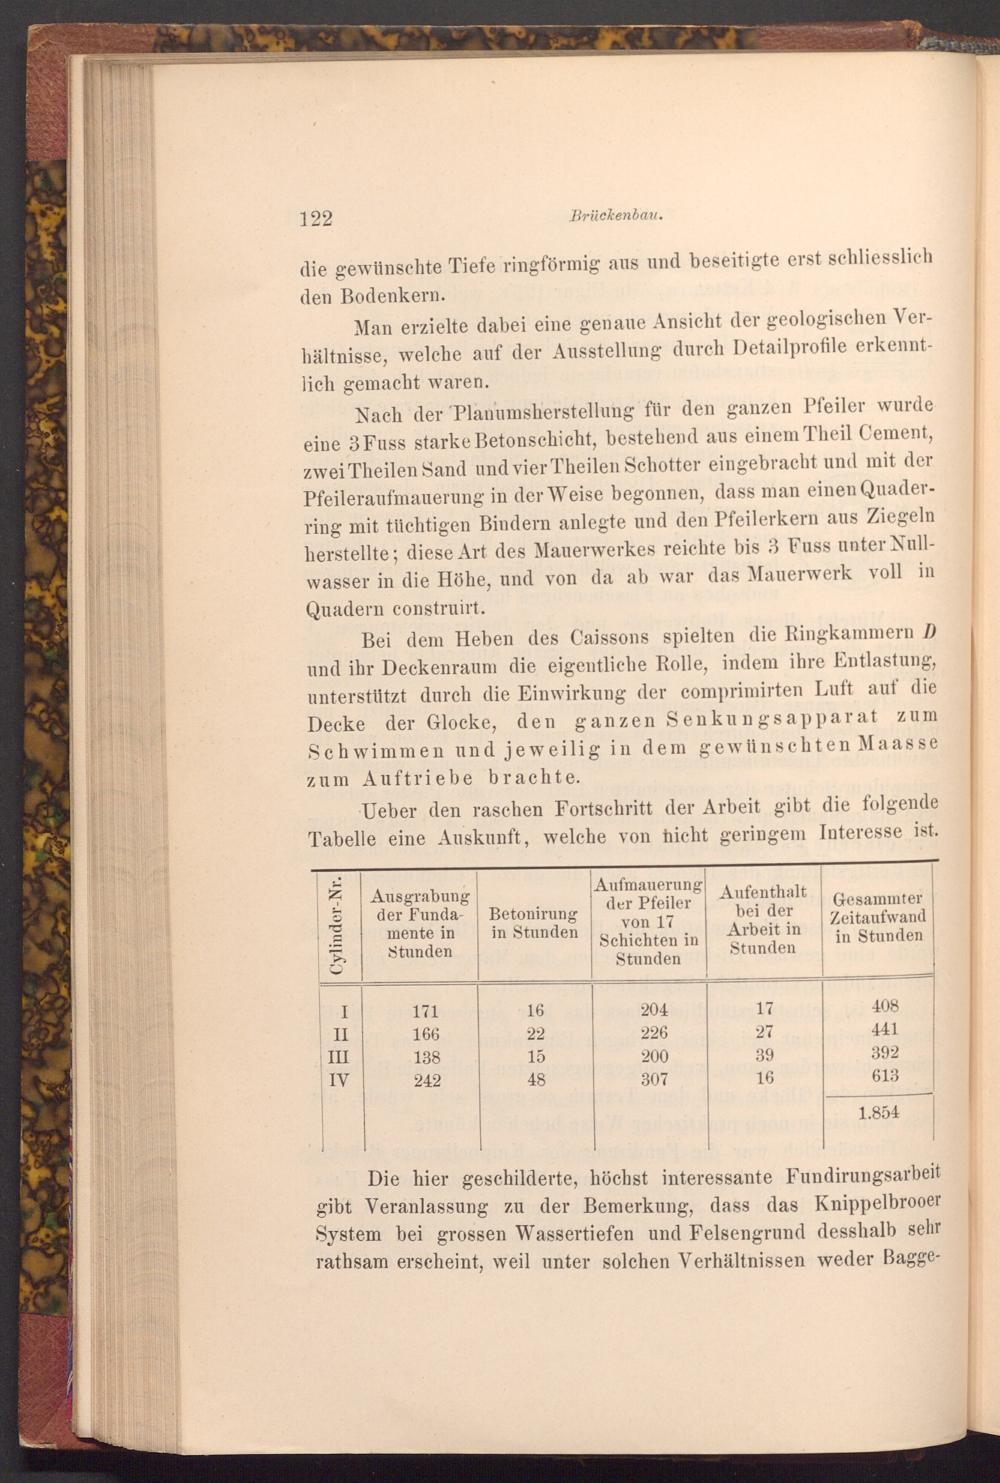 122
Brückenbau.
die gewünschte Tiefe ringförmig aus und beseitigte erst schliesslich
den Bodenkern.
Man erzielte dabei eine genaue Ansicht der geologischen Ver-
hältnisse, welche auf der Ausstellung durch Detailprofile erkennt-
lich gemacht waren.
Nach der Planumsherstellung für den ganzen Pfeiler wurde
eine 3 Fuss starke Betonschicht, bestehend aus einem Theil Cement,
zwei Theilen Sand und vier Theilen Schotter eingebracht und mit der
Pfeileraufmauerung in der Weise begonnen, dass man einen Quader-
ring mit tüchtigen Bindern anlegte und den Pfeilerkern aus Ziegeln
herstellte; diese Art des Mauerwerkes reichte bis 3 Fuss unter Null-
wasser in die Höhe, und von da ab war das Mauerwerk voll in
Quadern construirt.
Bei dem Heben des Caissons spielten die Ringkammern D
und ihr Deckenraum die eigentliche Rolle, indem ihre Entlastung,
unterstützt durch die Einwirkung der comprimirten Luft auf die
Decke der Glocke, den ganzen Senkungsapparat zum
Schwimmen und jeweilig in dem gewünschten Maasse
zum Auftriebe brachte.
Ueber den raschen Fortschritt der Arbeit gibt die folgende
Tabelle eine Auskunft, welche von nicht geringem Interesse ist.
Cylinder-Nr.
Ausgrabung
der Funda-
mente in
Stunden
Betonirung
in Stunden
Aufmauerung
der Pfeiler
von 17
Schichten in
Stunden
Aufenthalt
bei der
Arbeit in
Stunden
Gesammter
Zeitaufwand
in Stunden
I 171 16 204 17 408
II 166 22 226 27 441
III 138 15 200 39 392
IV 242 48 307 16 613
1.854
Die hier geschilderte, höchst interessante Fundirungsarbeit
gibt Veranlassung zu der Bemerkung, dass das Knippelbrooer
System bei grossen Wassertiefen und Felsengrund desshalb sehr
rathsam erscheint, weil unter solchen Verhältnissen weder Bagge-